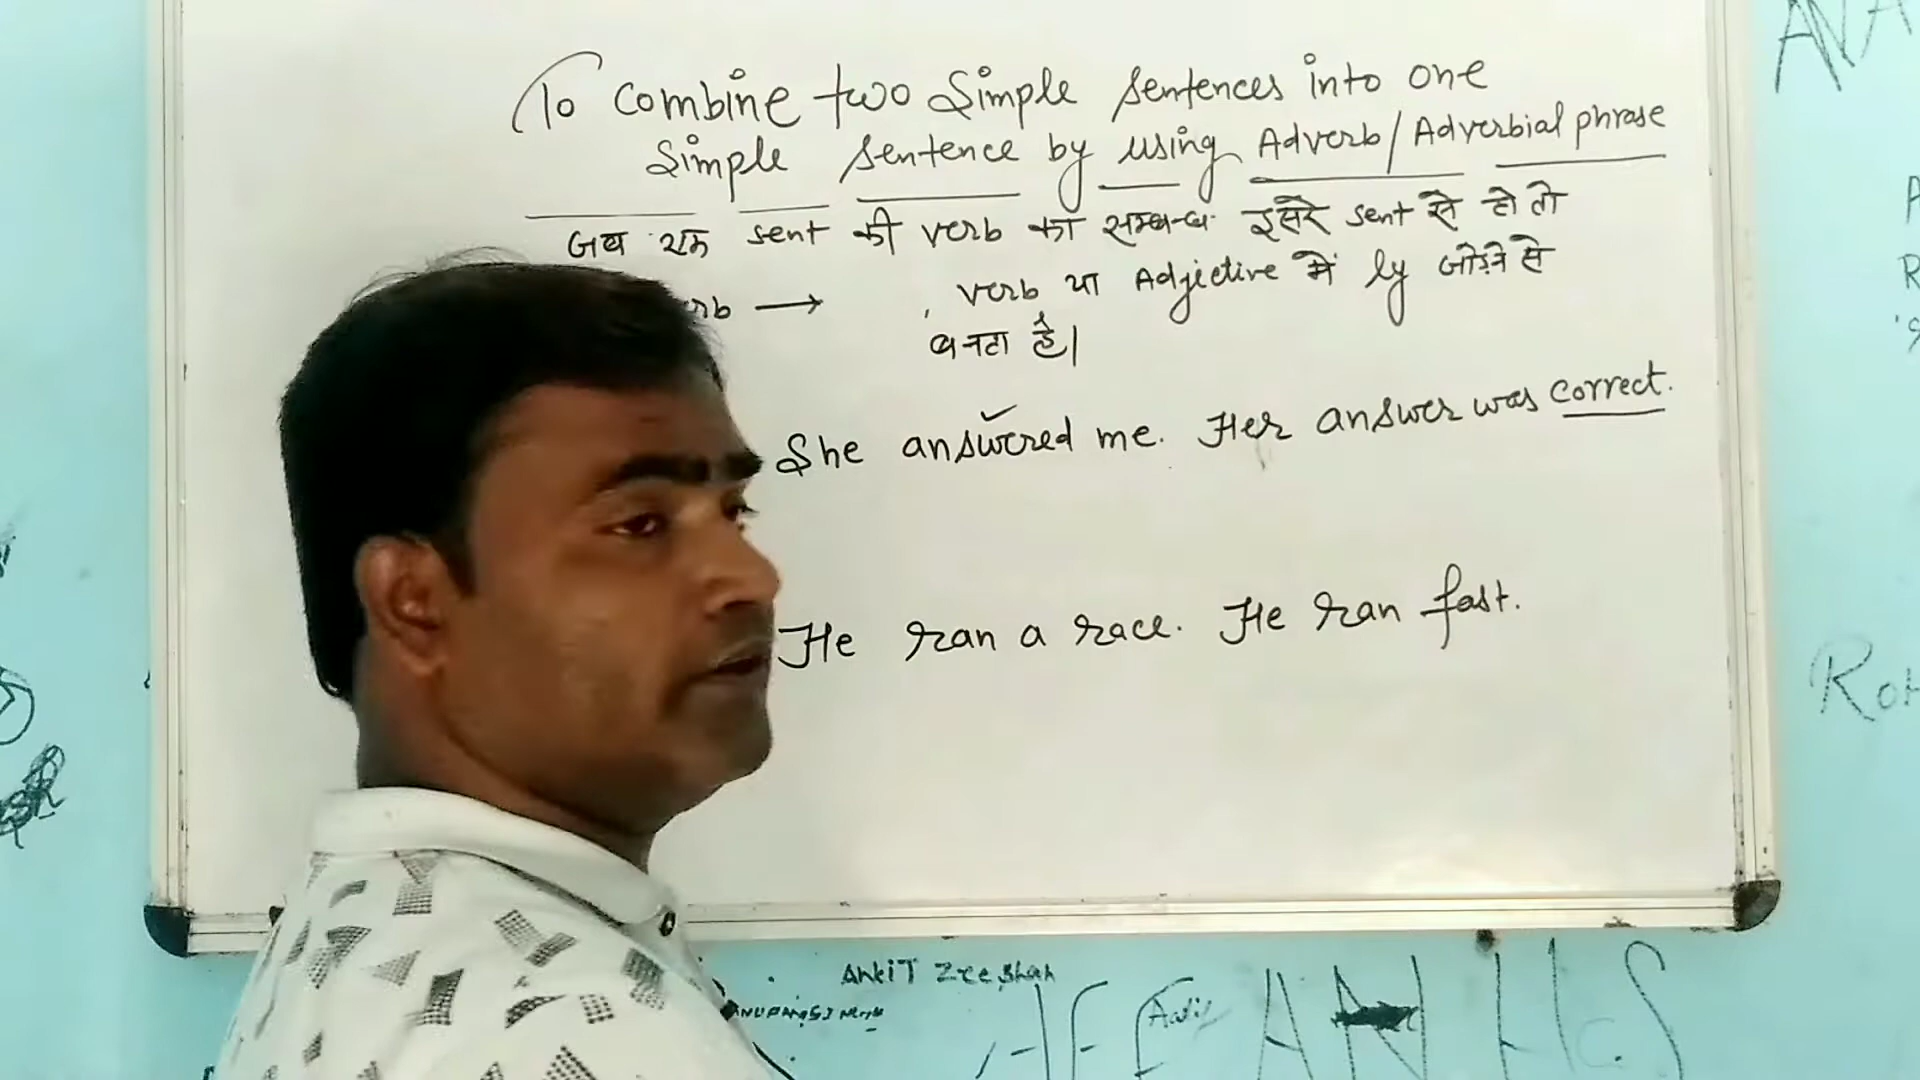 To combine two Simple Sentences into one
Simple sentence by using Adverb/Adverbial phrase
जब एक sent की verb का सम्बन्ध इसरे sent से हो तो
rb → , verb या Adjective में ly जोड़ने से
बनता है।
She answered me. Her answer was correct.
He ran a race. He ran fast.
AnkiT Zeeshah